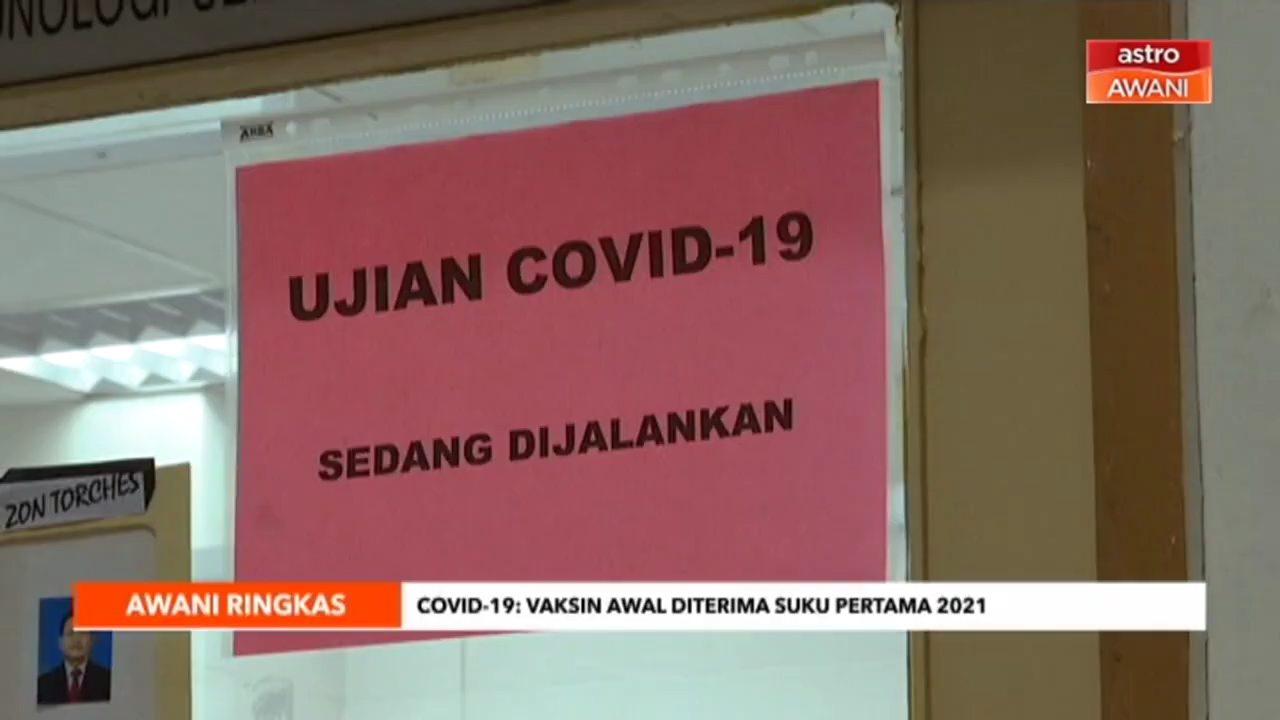 astro
AWANI
UJIAN COVID-19
SEDANG DIJALANKAN
ZON TORCHES
AWANI RINGKAS
COVID-19: VAKSIN AWAL DITERIMA SUKU PERTAMA 2021